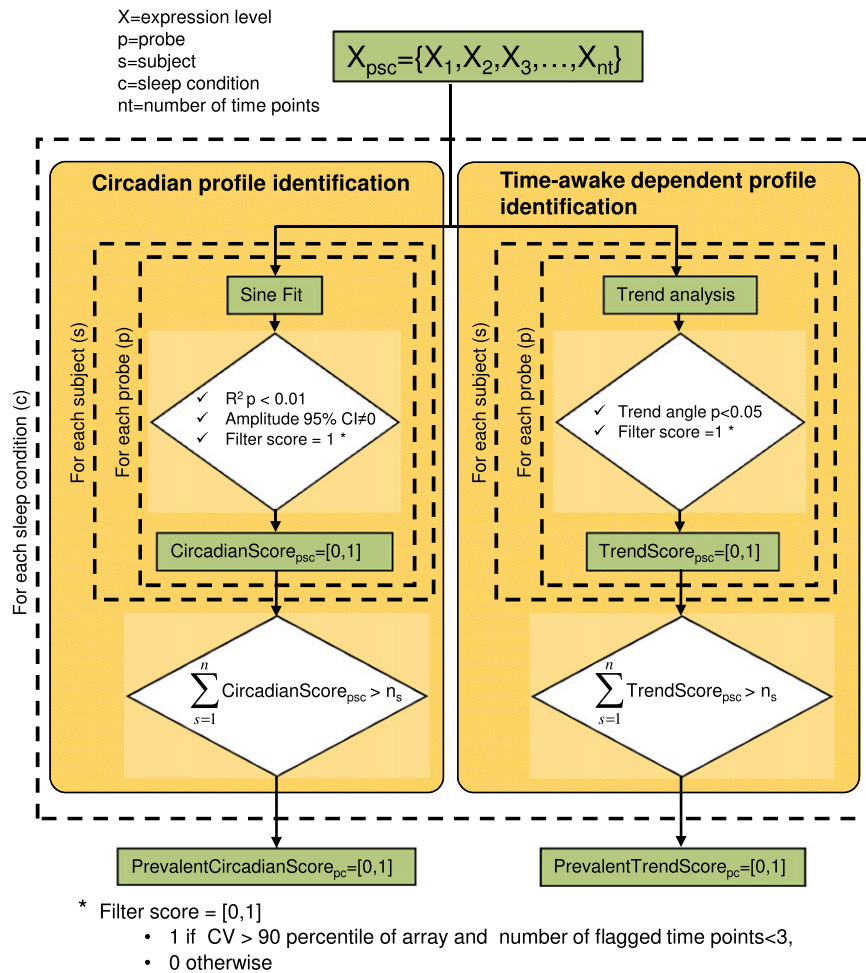 X=expression level
p=probe
s=subject
c=sleep condition
nt=number of time points
Xpsc={X1,X2,X3,…,Xnt}
Circadian profile identification
Time-awake dependent profile
identification
For each sleep condition (c)
For each subject (s)
For each probe (p)
Sine Fit
✓ R² p < 0.01
✓ Amplitude 95% CI≠0
✓ Filter score = 1 *
CircadianScorepsc=[0,1]
n
∑ CircadianScorepsc > ns
s=1
PrevalentCircadianScorepc=[0,1]
For each subject (s)
For each probe (p)
Trend analysis
✓ Trend angle p<0.05
✓ Filter score =1 *
TrendScorepsc=[0,1]
n
∑ TrendScorepsc > ns
s=1
PrevalentTrendScorepc=[0,1]
* Filter score = [0,1]
• 1 if CV > 90 percentile of array and number of flagged time points<3,
• 0 otherwise